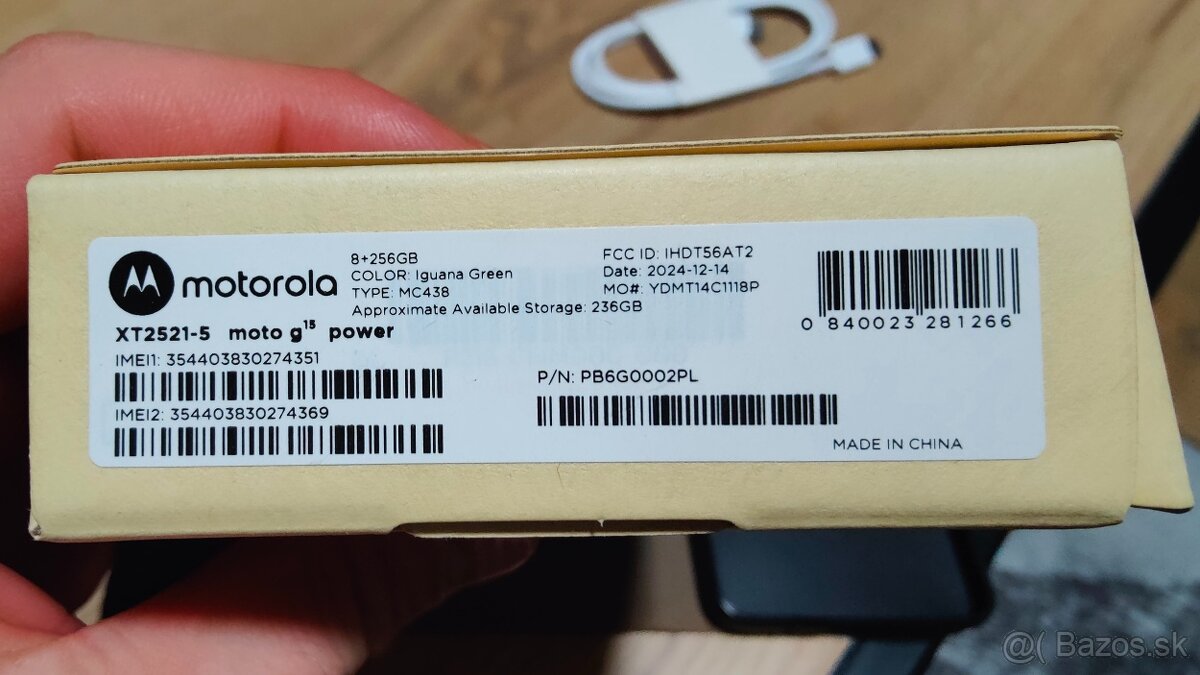 motorola
8+256GB
COLOR: Iguana Green
TYPE: MC438
Approximate Available Storage: 236GB
FCC ID: IHDT56AT2
Date: 2024-12-14
MO#: YDMT14C1118P
0 840023 281266
XT2521-5 moto g15 power
IMEI1: 354403830274351
IMEI2: 354403830274369
P/N: PB6G0002PL
MADE IN CHINA
@( Bazos.sk